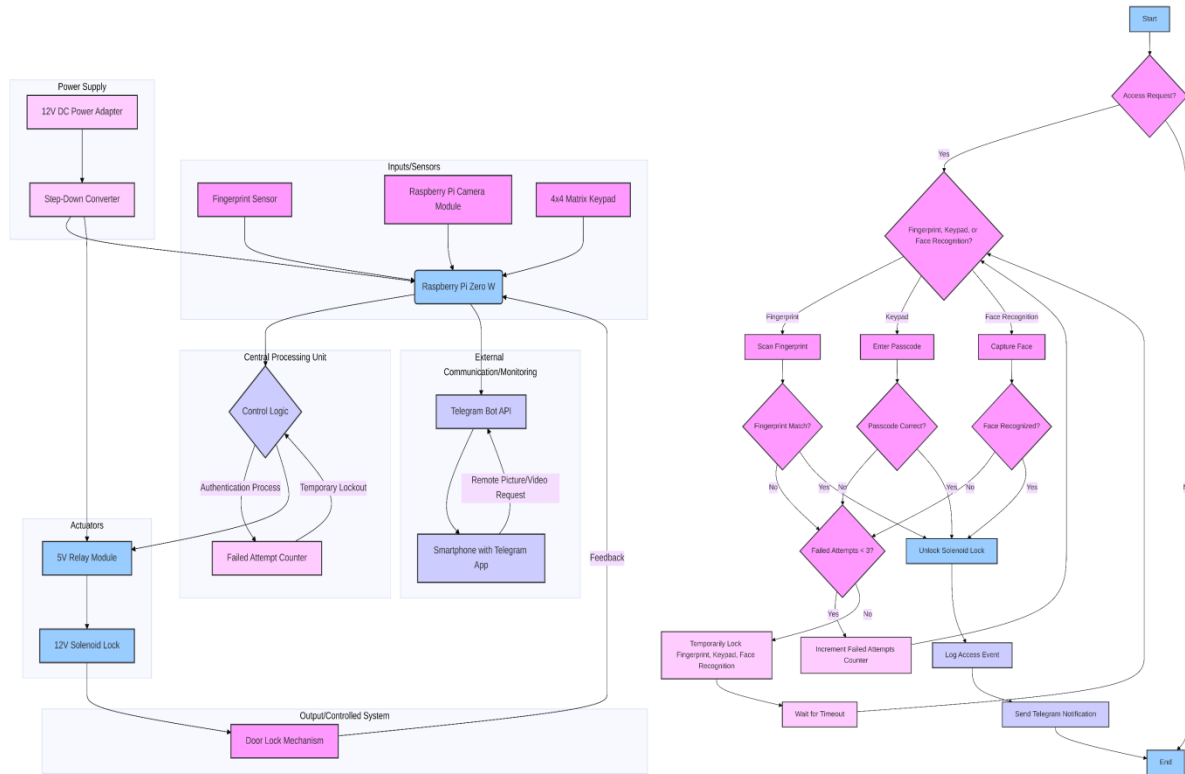 Power Supply
12V DC Power Adapter
Step-Down Converter
Inputs/Sensors
Fingerprint Sensor
Raspberry Pi Camera
Module
4x4 Matrix Keypad
Raspberry Pi Zero W
Central Processing Unit
Control Logic
Authentication Process
Temporary Lockout
Failed Attempt Counter
External
Communication/Monitoring
Telegram Bot API
Remote Picture/Video
Request
Smartphone with Telegram
App
Actuators
5V Relay Module
12V Solenoid Lock
Feedback
Output/Controlled System
Door Lock Mechanism
Start
Access Request?
Yes
Fingerprint, Keypad, or
Face Recognition?
Fingerprint
Keypad
Face Recognition
Scan Fingerprint
Enter Passcode
Capture Face
Fingerprint Match?
Passcode Correct?
Face Recognized?
No
Yes
No
Yes
No
Yes
Failed Attempts < 3?
Unlock Solenoid Lock
Yes
No
Temporarily Lock
Fingerprint, Keypad, Face
Recognition
Increment Failed Attempts
Counter
Log Access Event
Wait for Timeout
Send Telegram Notification
End